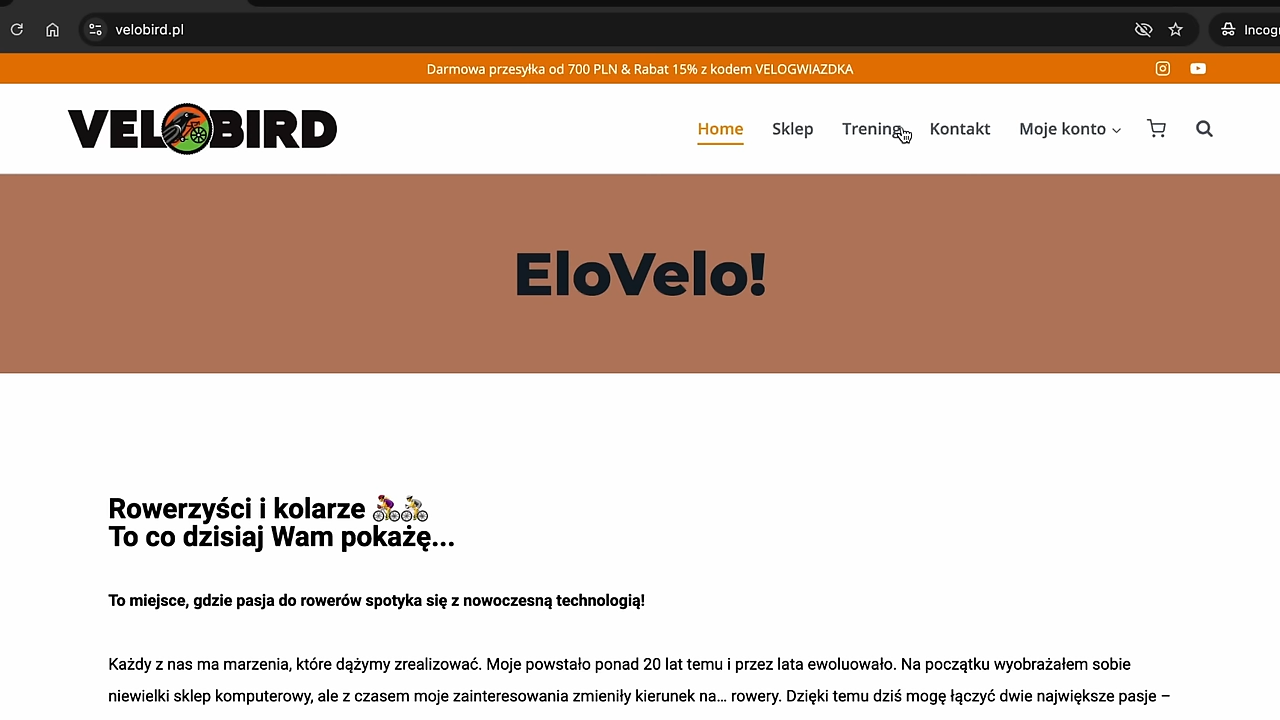 velobird.pl
Incog
Darmowa przesyłka od 700 PLN & Rabat 15% z kodem VELOGWIAZDKA
VELOBIRD
Home Sklep Trening Kontakt Moje konto
EloVelo!
Rowerzyści i kolarze
To co dzisiaj Wam pokażę...
To miejsce, gdzie pasja do rowerów spotyka się z nowoczesną technologią!
Każdy z nas ma marzenia, które dążymy zrealizować. Moje powstało ponad 20 lat temu i przez lata ewoluowało. Na początku wyobrażałem sobie
niewielki sklep komputerowy, ale z czasem moje zainteresowania zmieniły kierunek na… rowery. Dzięki temu dziś mogę łączyć dwie największe pasje –